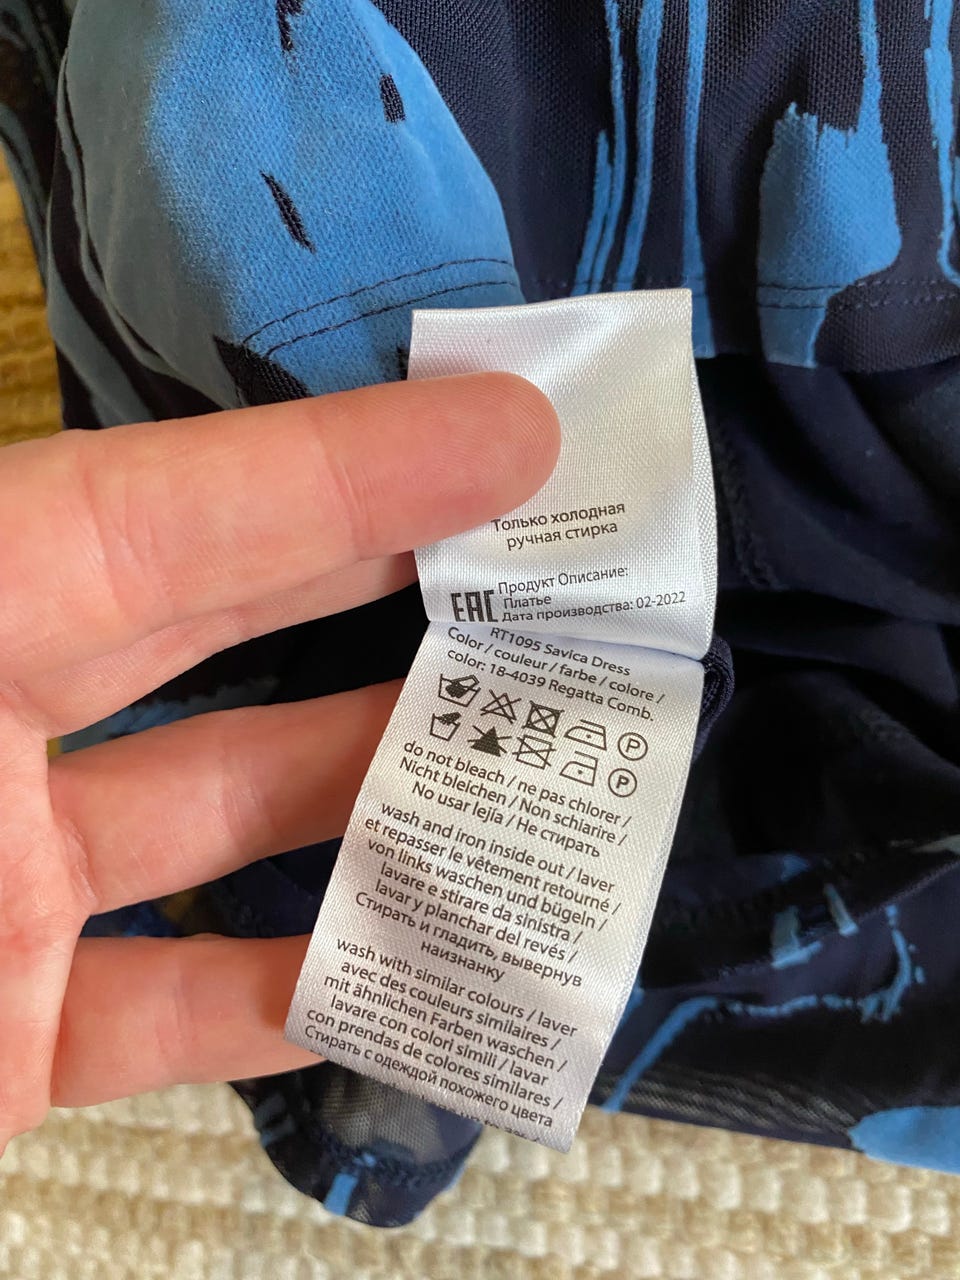 Только холодная
ручная стирка
EAC
Продукт Описание:
Платье
Дата производства: 02-2022
RT1095 Savica Dress
Color / couleur / farbe / colore /
color: 18-4039 Regatta Comb.
P
P
do not bleach / ne pas chlorer /
Nicht bleichen / Non schiarire /
No usar lejía / Не стирать
wash and iron inside out / laver
et repasser le vêtement retourné /
von links waschen und bügeln /
lavare e stirare da sinistra /
lavar y planchar del revés /
Стирать и гладить, вывернув
наизнанку
wash with similar colours / laver
avec des couleurs similaires /
mit ähnlichen Farben waschen /
lavare con colori simili / lavar
con prendas de colores similares /
Стирать с одеждой похожего цвета